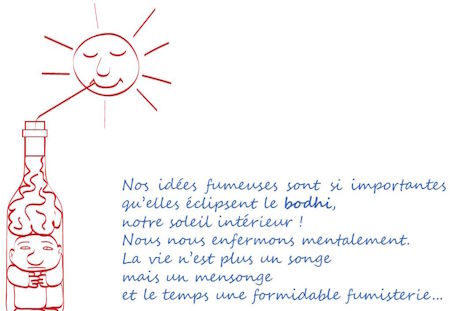 Nos idées fumeuses sont si importantes
qu'elles éclipsent le bodhi,
notre soleil intérieur !
Nous nous enfermons mentalement.
La vie n'est plus un songe
mais un mensonge
et le temps une formidable fumisterie...